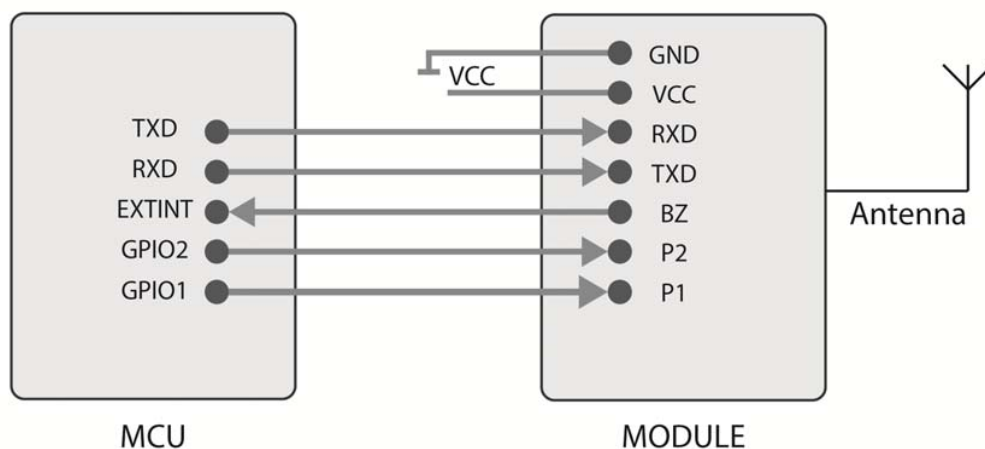 GND
VCC
VCC
TXD
RXD
RXD
TXD
EXTINT
BZ
GPIO2
P2
GPIO1
P1
Antenna
MCU
MODULE